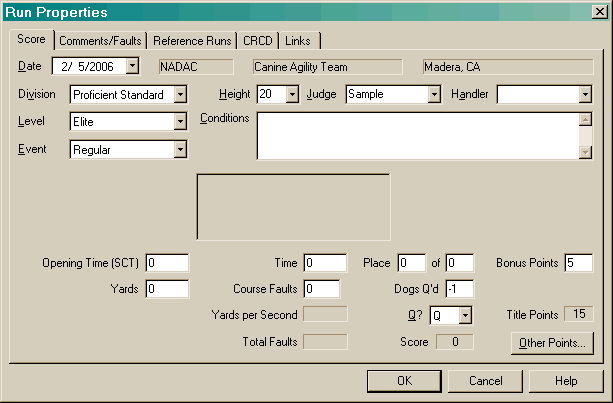 Run Properties
Score Comments/Faults Reference Runs CRCD Links
Date 2/ 5/2006 NADAC Canine Agility Team Madera, CA
Division Proficient Standard Height 20 Judge Sample Handler
Level Elite Conditions
Event Regular
Opening Time (SCT) 0 Time 0 Place 0 of 0 Bonus Points 5
Yards 0 Course Faults 0 Dogs Q'd -1
Yards per Second Q? Q Title Points 15
Total Faults Score 0 Other Points...
OK Cancel Help